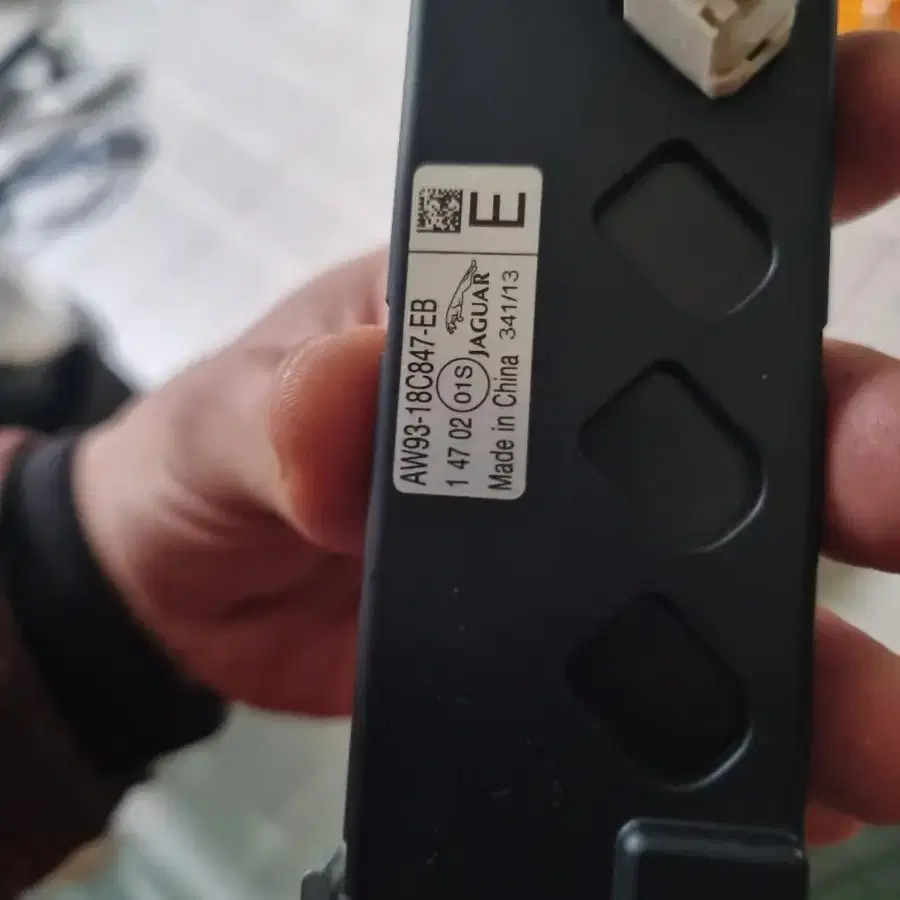 E
AW93-18C847-EB
JAGUAR
1 47 02 01S
Made in China 341/13